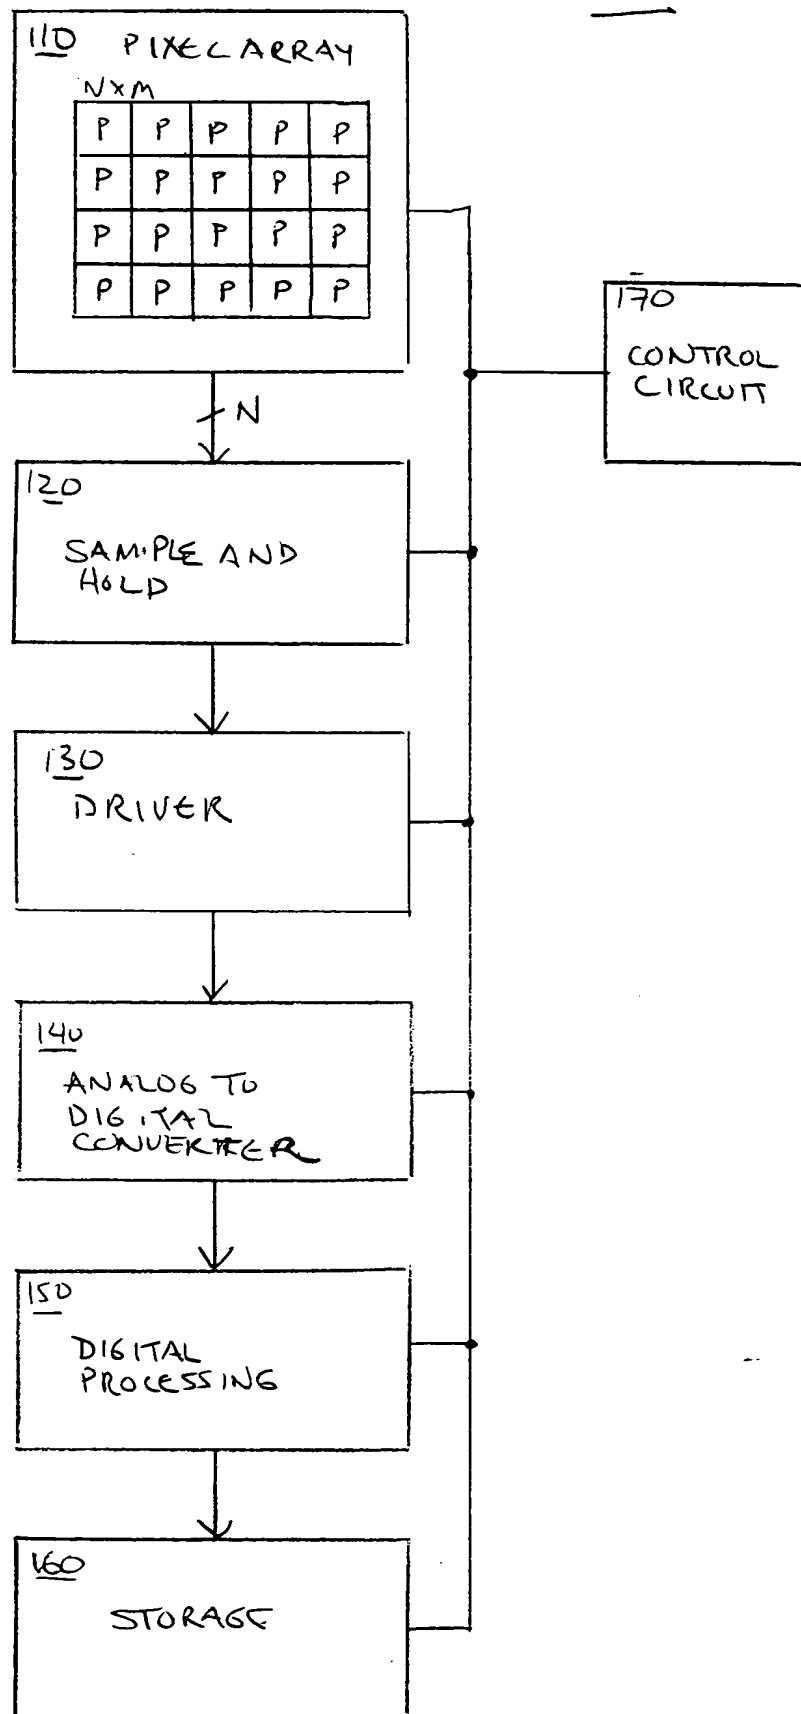 110 PIXEL ARRAY
NXM
P P P P P
P P P P P
P P P P P
P P P P P
N
170
CONTROL
CIRCUIT
120
SAMPLE AND
HOLD
130
DRIVER
140
ANALOG TO
DIGITAL
CONVERTER
150
DIGITAL
PROCESSING
160
STORAGE